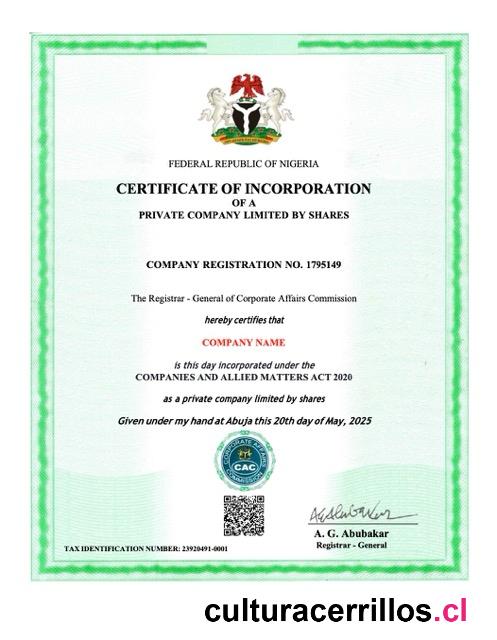 FEDERAL REPUBLIC OF NIGERIA
CERTIFICATE OF INCORPORATION
OF A
PRIVATE COMPANY LIMITED BY SHARES
COMPANY REGISTRATION NO. 1795149
The Registrar - General of Corporate Affairs Commission
hereby certifies that
COMPANY NAME
is this day incorporated under the
COMPANIES AND ALLIED MATTERS ACT 2020
as a private company limited by shares
Given under my hand at Abuja this 20th day of May, 2025
CORPORATE AFFAIRS
CAC
COMMISSION
A. G. Abubakar
Registrar - General
TAX IDENTIFICATION NUMBER: 23920491-0001
culturacerrillos.cl